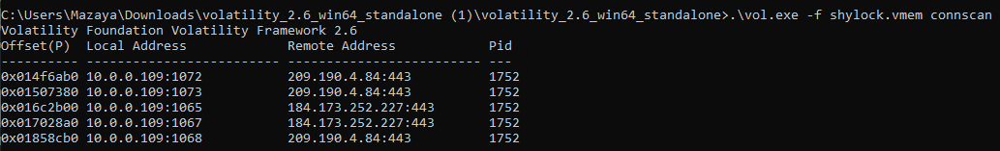 C:\Users\Mazaya\Downloads\volatility_2.6_win64_standalone (1)\volatility_2.6_win64_standalone>.\vol.exe -f shylock.vmem connscan
Volatility Foundation Volatility Framework 2.6
Offset(P)  Local Address             Remote Address            Pid
---------- ------------------------- ------------------------- ---
0x014f6ab0 10.0.0.109:1072           209.190.4.84:443          1752
0x01507380 10.0.0.109:1073           209.190.4.84:443          1752
0x016c2b00 10.0.0.109:1065           184.173.252.227:443       1752
0x017028a0 10.0.0.109:1067           184.173.252.227:443       1752
0x01858cb0 10.0.0.109:1068           209.190.4.84:443          1752